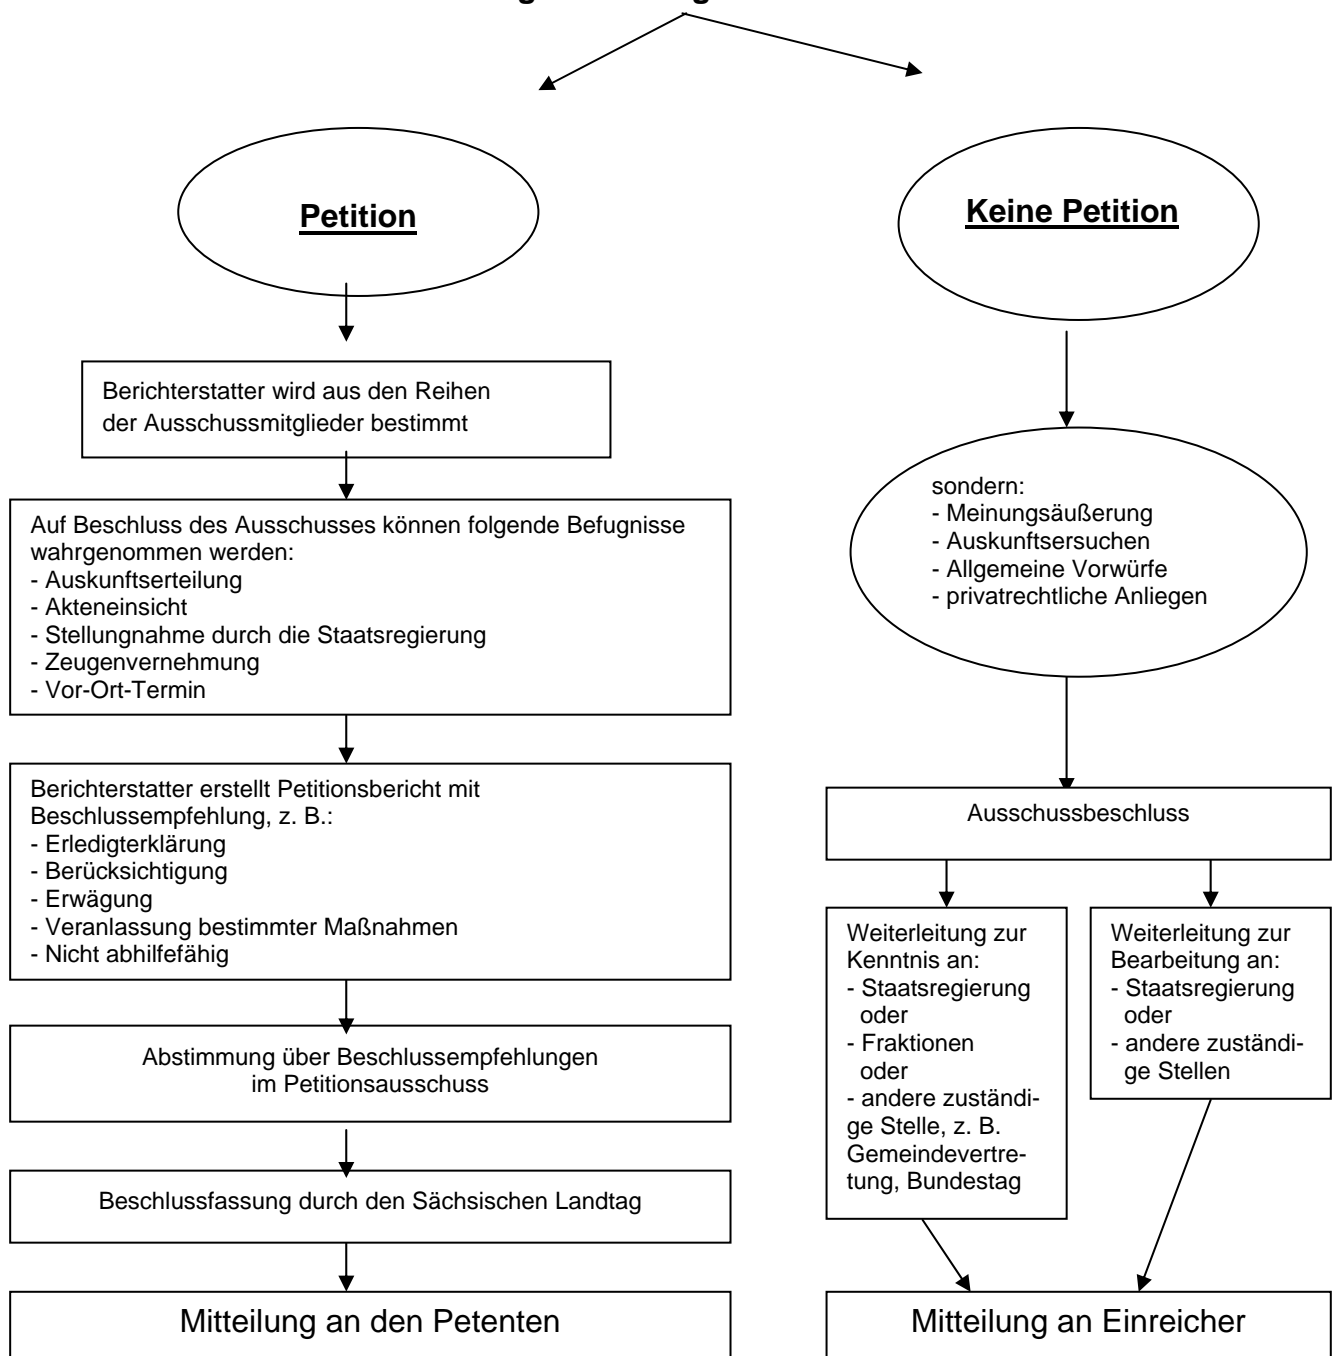 Petition
Berichterstatter wird aus den Reihen
der Ausschussmitglieder bestimmt
Auf Beschluss des Ausschusses können folgende Befugnisse
wahrgenommen werden:
- Auskunftserteilung
- Akteneinsicht
- Stellungnahme durch die Staatsregierung
- Zeugenvernehmung
- Vor-Ort-Termin
Berichterstatter erstellt Petitionsbericht mit
Beschlussempfehlung, z. B.:
- Erledigterklärung
- Berücksichtigung
- Erwägung
- Veranlassung bestimmter Maßnahmen
- Nicht abhilfefähig
Abstimmung über Beschlussempfehlungen
im Petitionsausschuss
Beschlussfassung durch den Sächsischen Landtag
Mitteilung an den Petenten
Keine Petition
sondern:
- Meinungsäußerung
- Auskunftsersuchen
- Allgemeine Vorwürfe
- privatrechtliche Anliegen
Ausschussbeschluss
Weiterleitung zur
Kenntnis an:
- Staatsregierung
oder
- Fraktionen
oder
- andere zuständi-
ge Stelle, z. B.
Gemeindevertre-
tung, Bundestag
Weiterleitung zur
Bearbeitung an:
- Staatsregierung
oder
- andere zuständi-
ge Stellen
Mitteilung an Einreicher